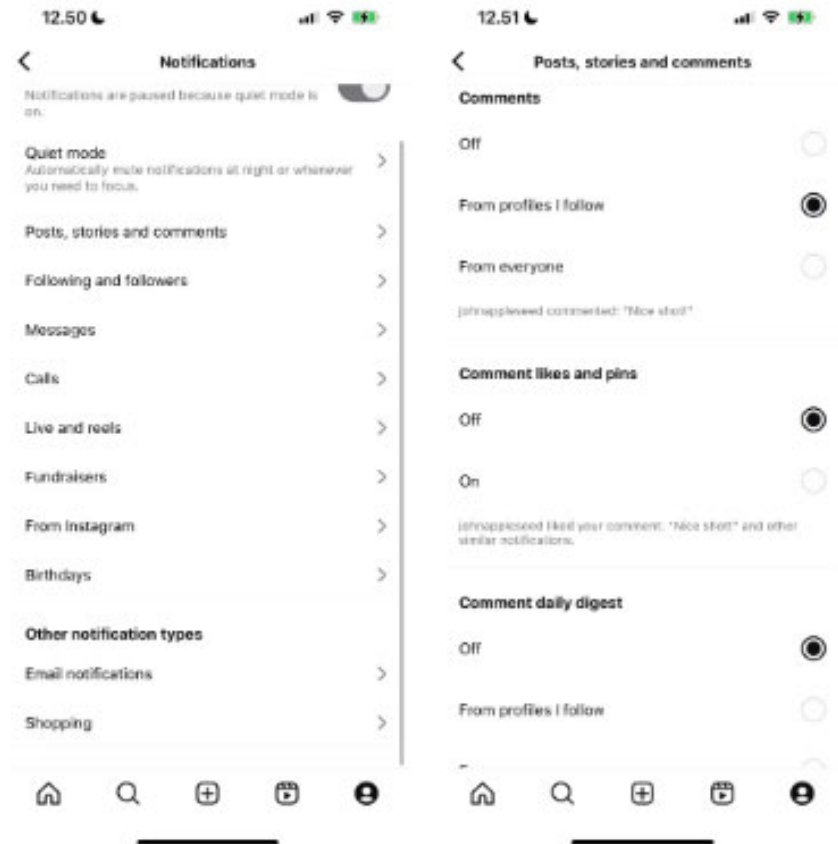 12.50
Notifications
Notifications are paused because quiet mode is
on.
Quiet mode
Automatically mute notifications at night or whenever
you need to focus.
Posts, stories and comments
Following and followers
Messages
Calls
Live and reels
Fundraisers
From Instagram
Birthdays
Other notification types
Email notifications
Shopping
12.51
Posts, stories and comments
Comments
Off
From profiles I follow
From everyone
johnappleseed commented: "Nice shot!"
Comment likes and pins
Off
On
johnappleseed liked your comment: "Nice shot!" and other
similar notifications.
Comment daily digest
Off
From profiles I follow